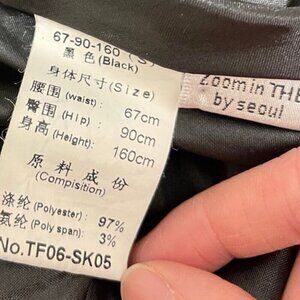 67-90-160 (S)
黑 色(Black)
身体尺寸(Size)
腰围(waist): 67cm
臀围(Hip): 90cm
身高(Height): 160cm
原 料 成 份
(Compisition)
涤纶(Polyester): 97%
氨纶(Poly span): 3%
No.TF06-SK05
Zoomin THE
by seoul